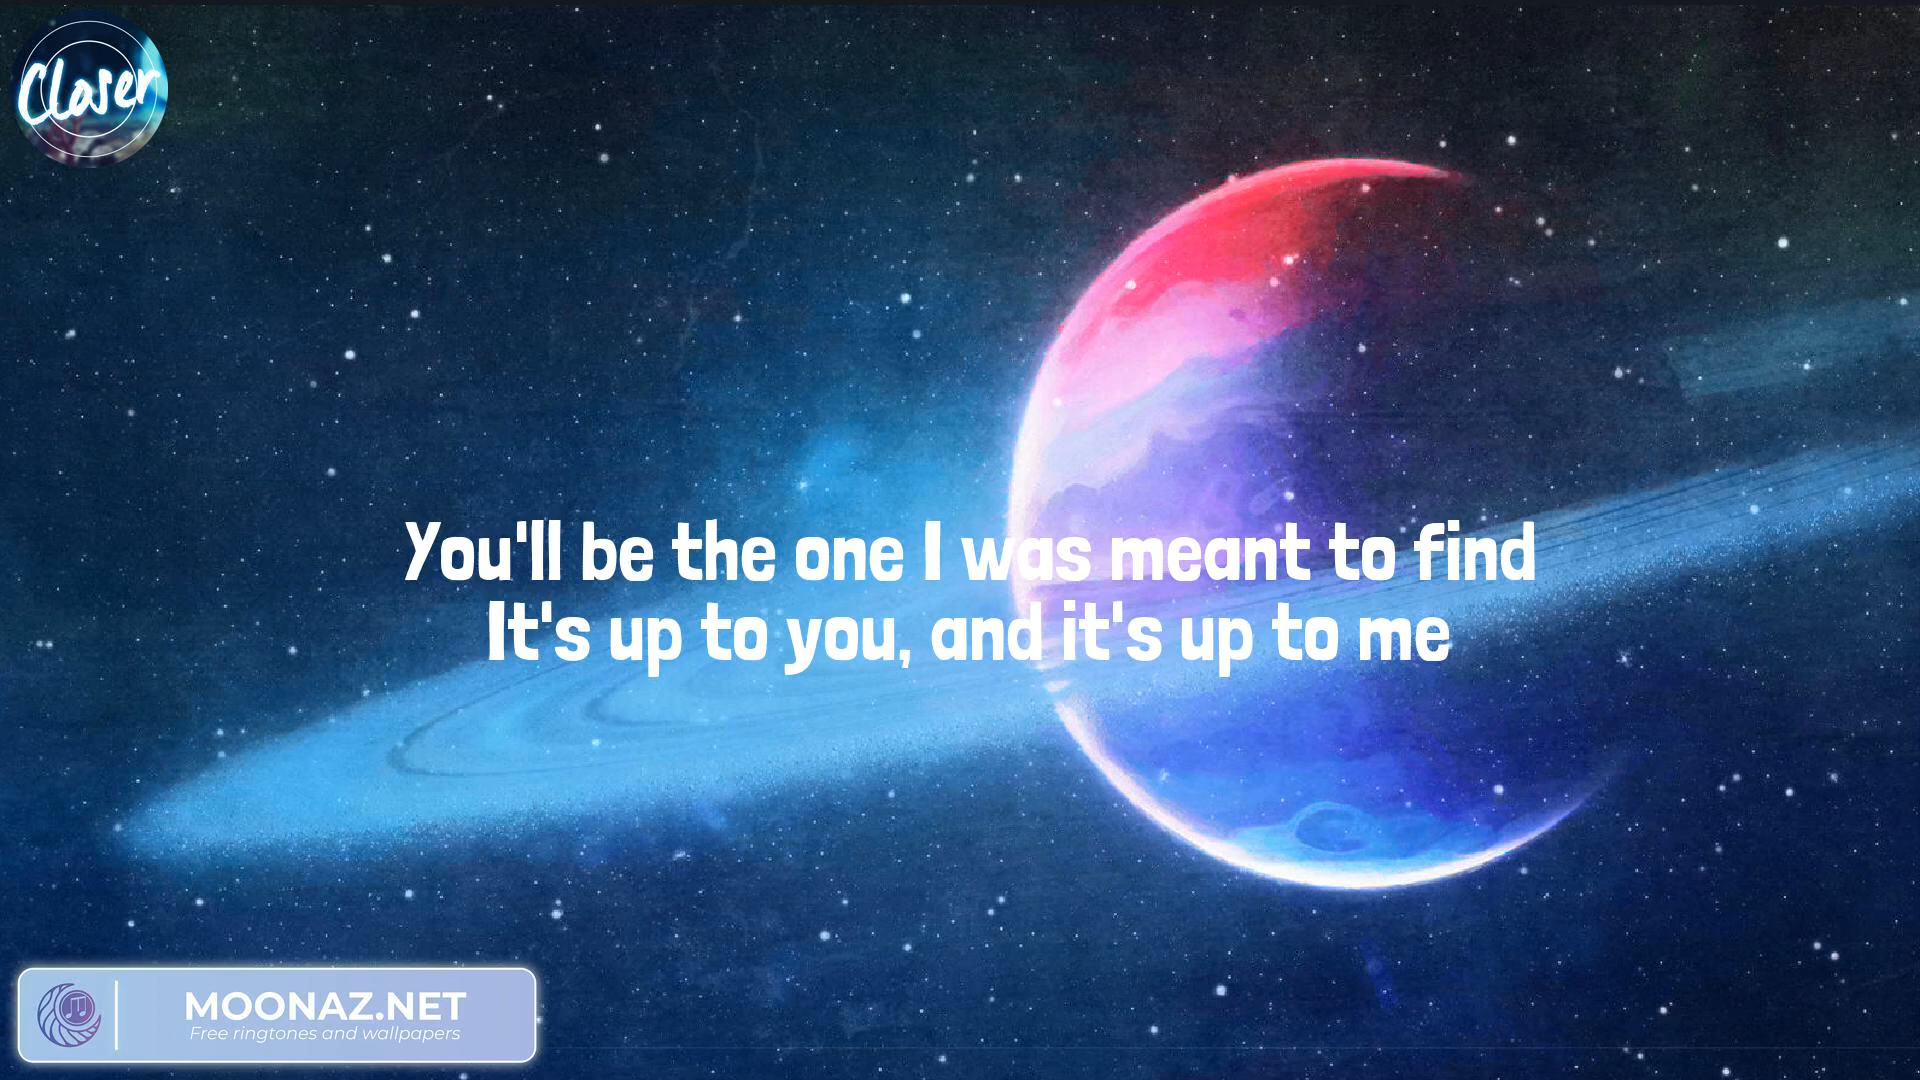 Closer
You'll be the one I was meant to find
It's up to you, and it's up to me
MOONAZ.NET
Free ringtones and wallpapers